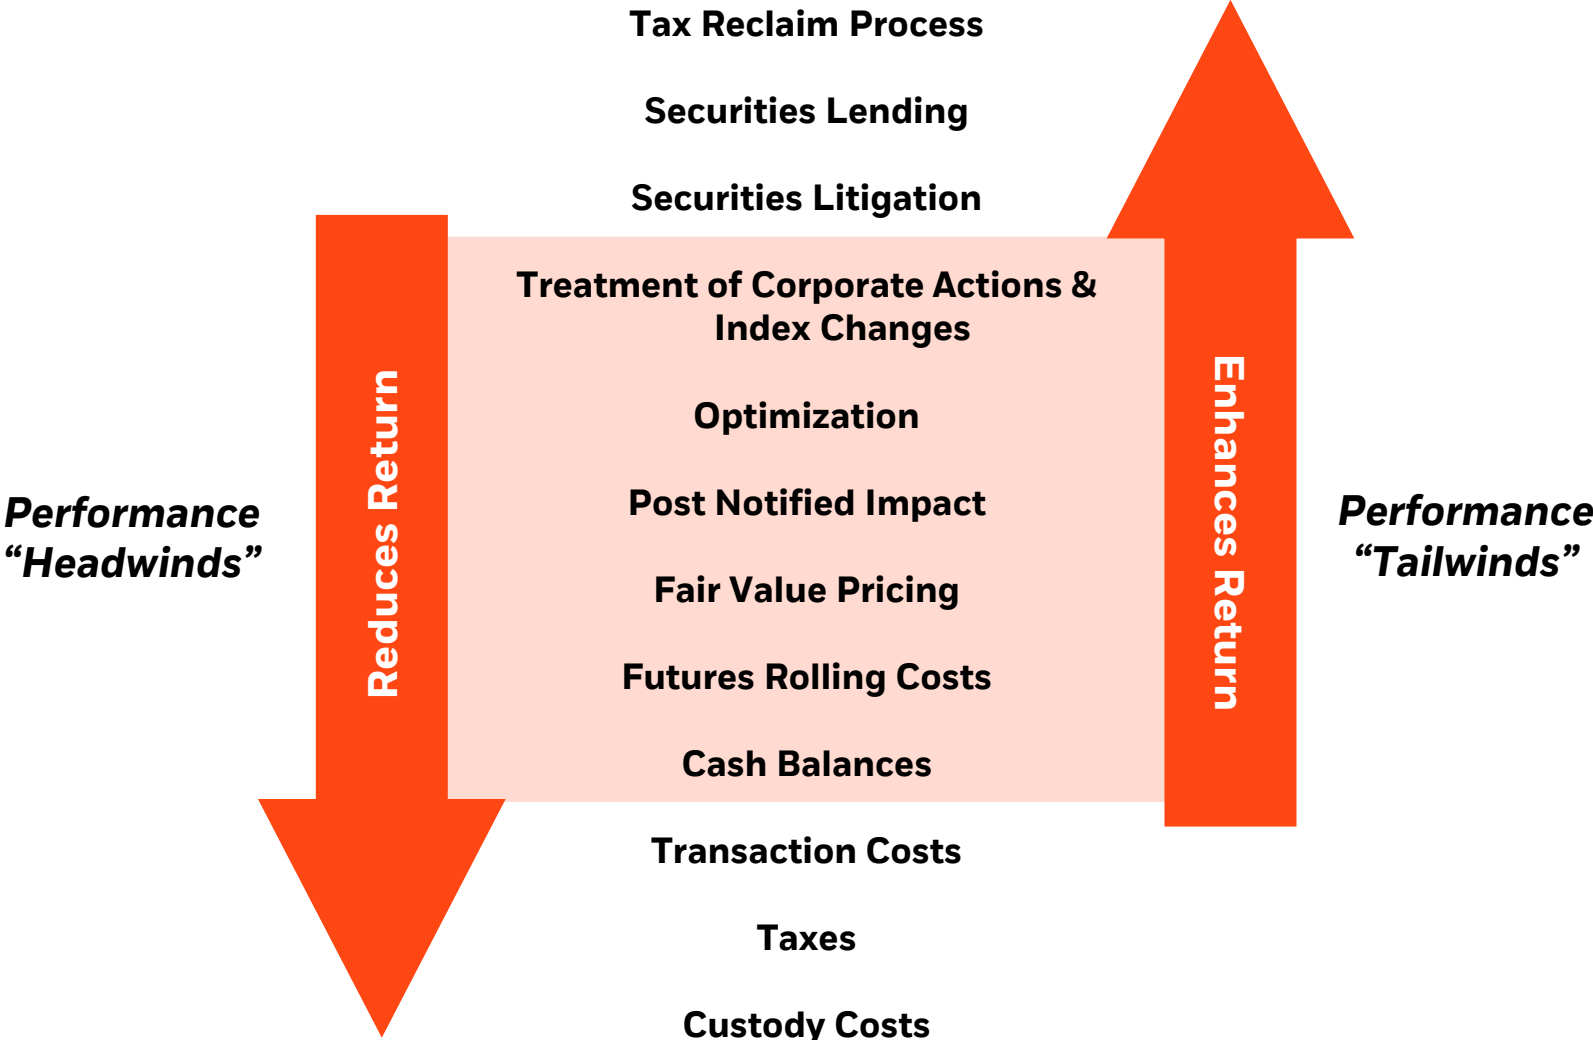 Tax Reclaim Process
Securities Lending
Securities Litigation
Treatment of Corporate Actions &
Index Changes
Optimization
Post Notified Impact
Fair Value Pricing
Futures Rolling Costs
Cash Balances
Transaction Costs
Taxes
Custody Costs
Performance
“Headwinds”
Reduces Return
Enhances Return
Performance
“Tailwinds”